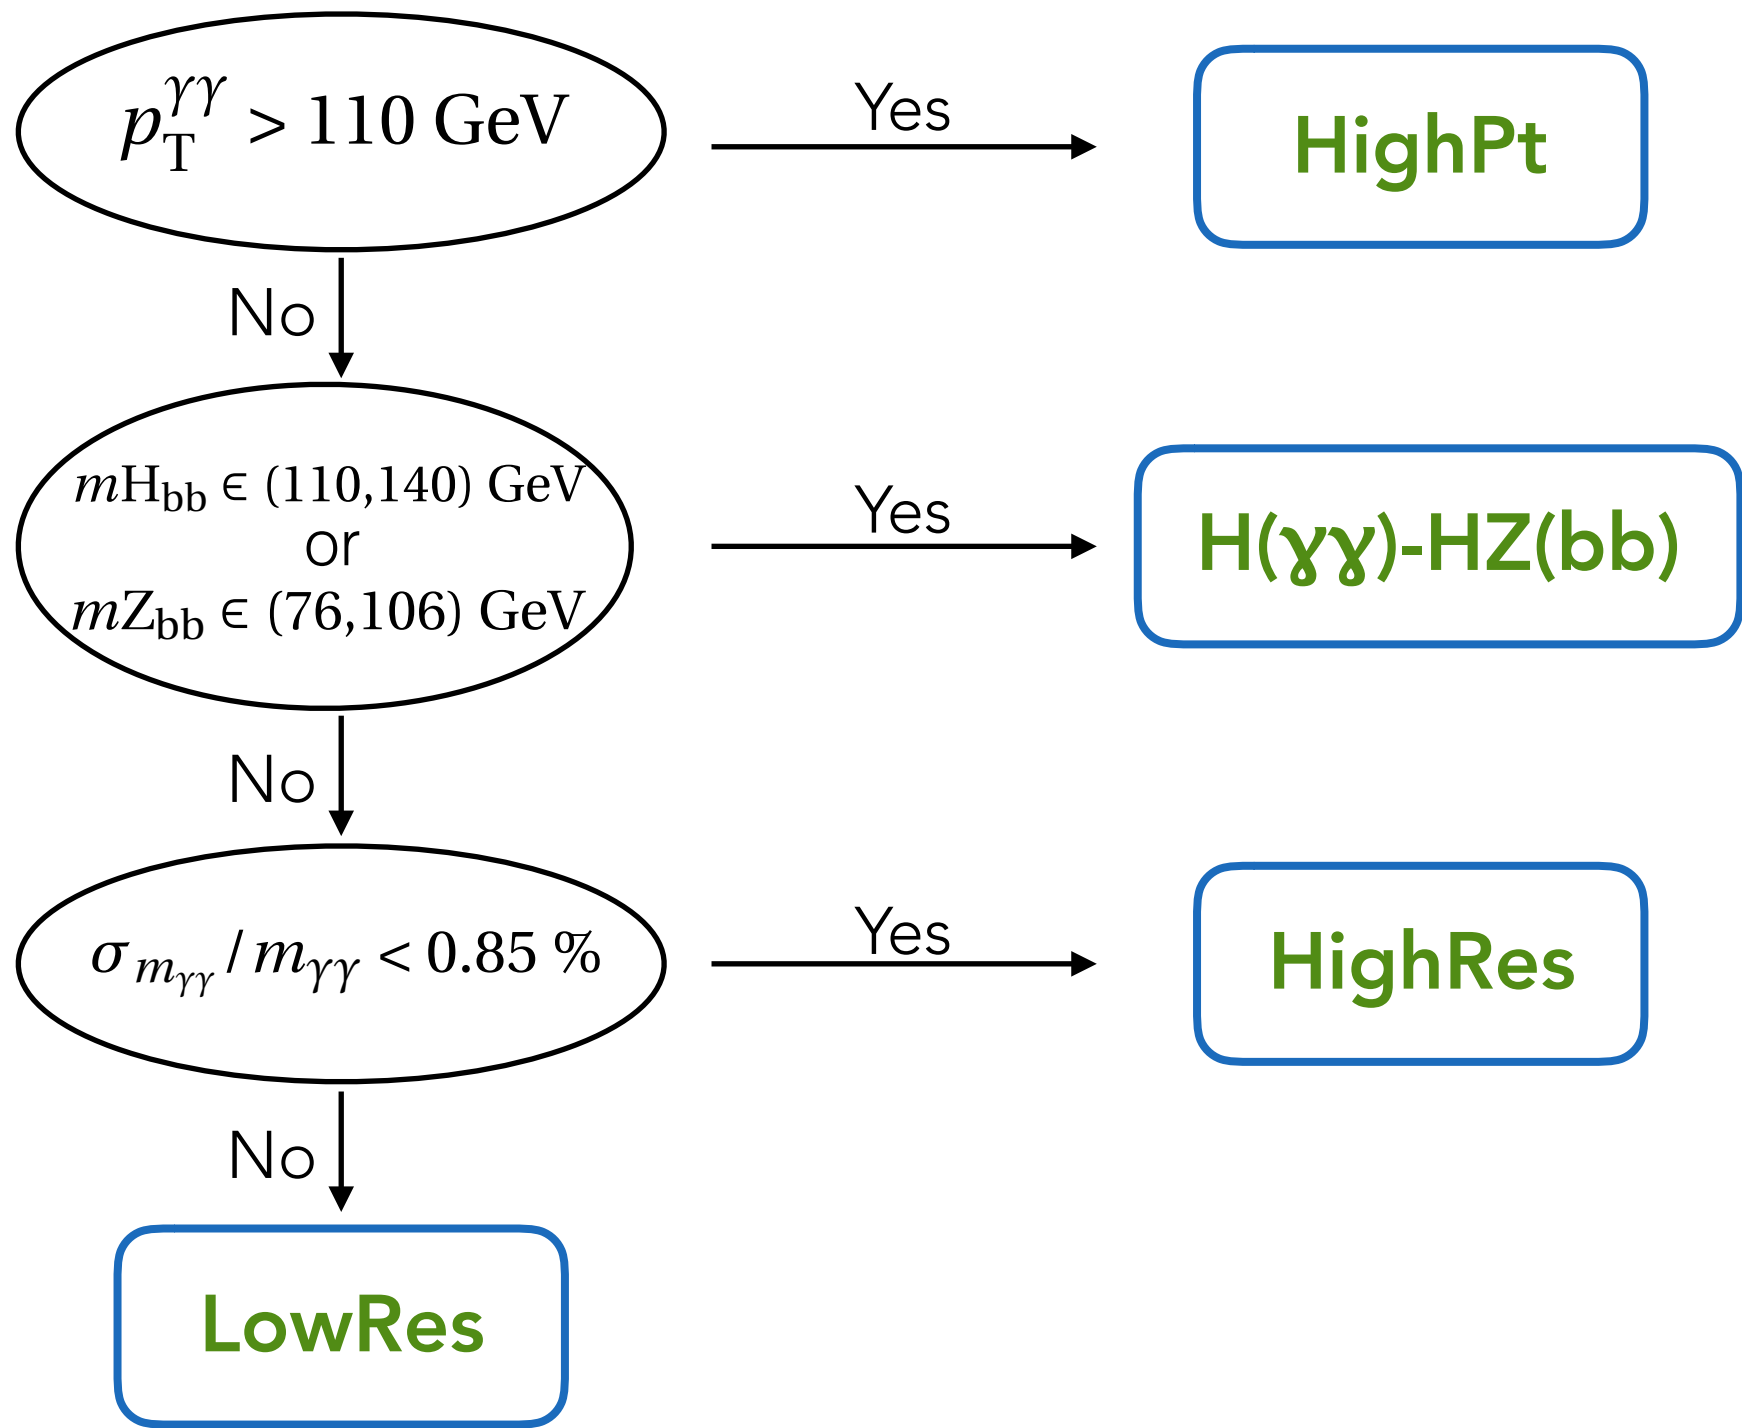 p_T^γγ > 110 GeV
Yes
HighPt
No
mH_bb ∈ (110,140) GeV
or
mZ_bb ∈ (76,106) GeV
Yes
H(γγ)-HZ(bb)
No
σ_m_γγ / m_γγ < 0.85 %
Yes
HighRes
No
LowRes